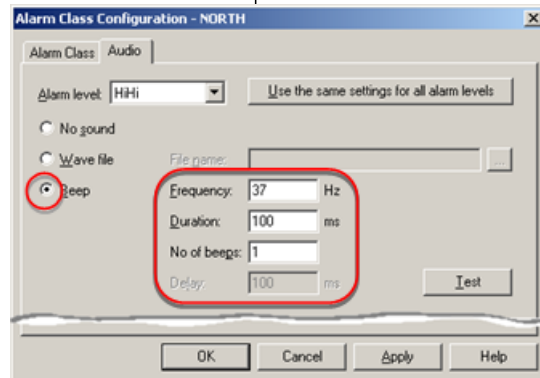 Alarm Class Configuration - NORTH
Alarm Class Audio
Alarm level: HiHi Use the same settings for all alarm levels
No sound
Wave file File name: ...
Beep Frequency: 37 Hz
Duration: 100 ms
No of beeps: 1
Delay: 100 ms Test
OK Cancel Apply Help